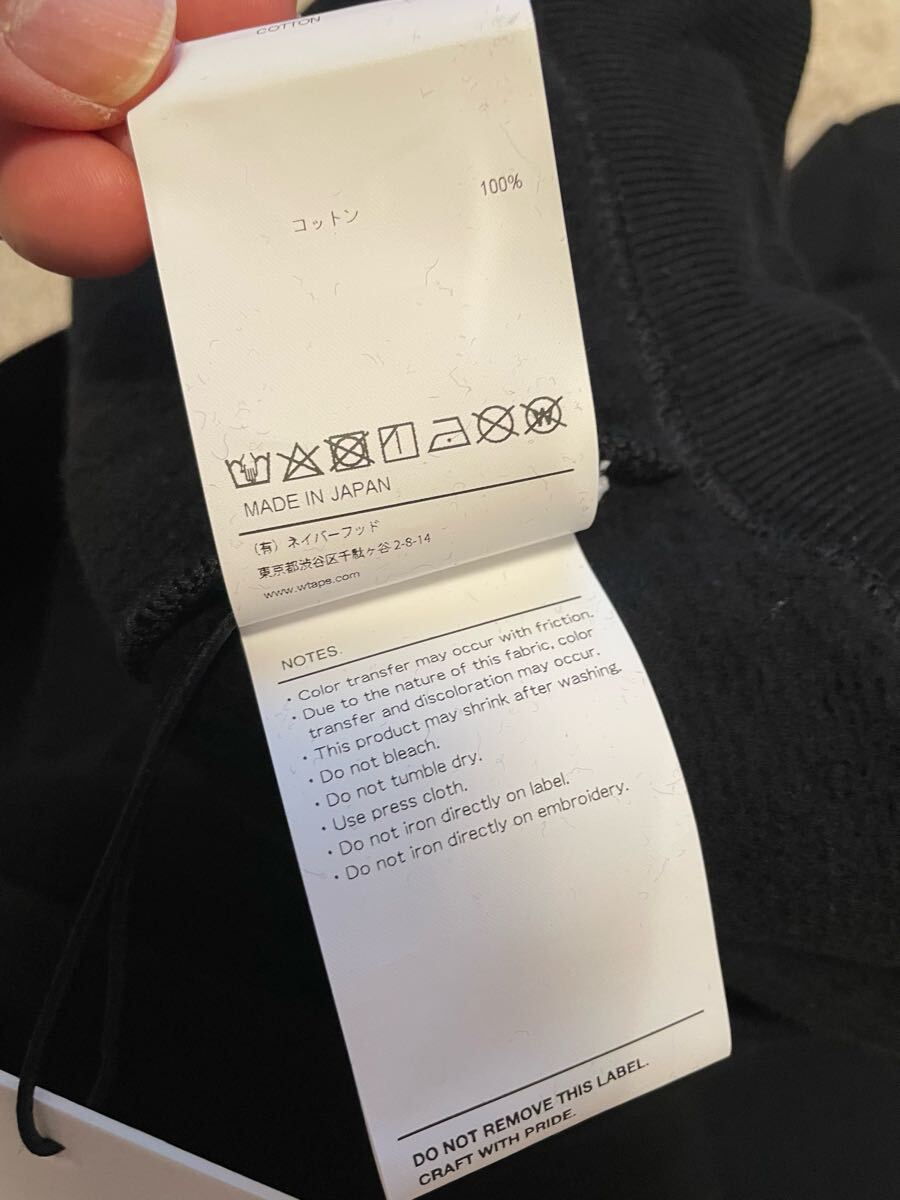 COTTON
コットン 100%
W
MADE IN JAPAN
(有) ネイバーフッド
東京都渋谷区千駄ヶ谷 2-8-14
www.wtaps.com
NOTES.
・Color transfer may occur with friction.
・Due to the nature of this fabric, color
transfer and discoloration may occur.
・This product may shrink after washing.
・Do not bleach.
・Do not tumble dry.
・Use press cloth.
・Do not iron directly on label.
・Do not iron directly on embroidery.
DO NOT REMOVE THIS LABEL.
CRAFT WITH PRIDE.